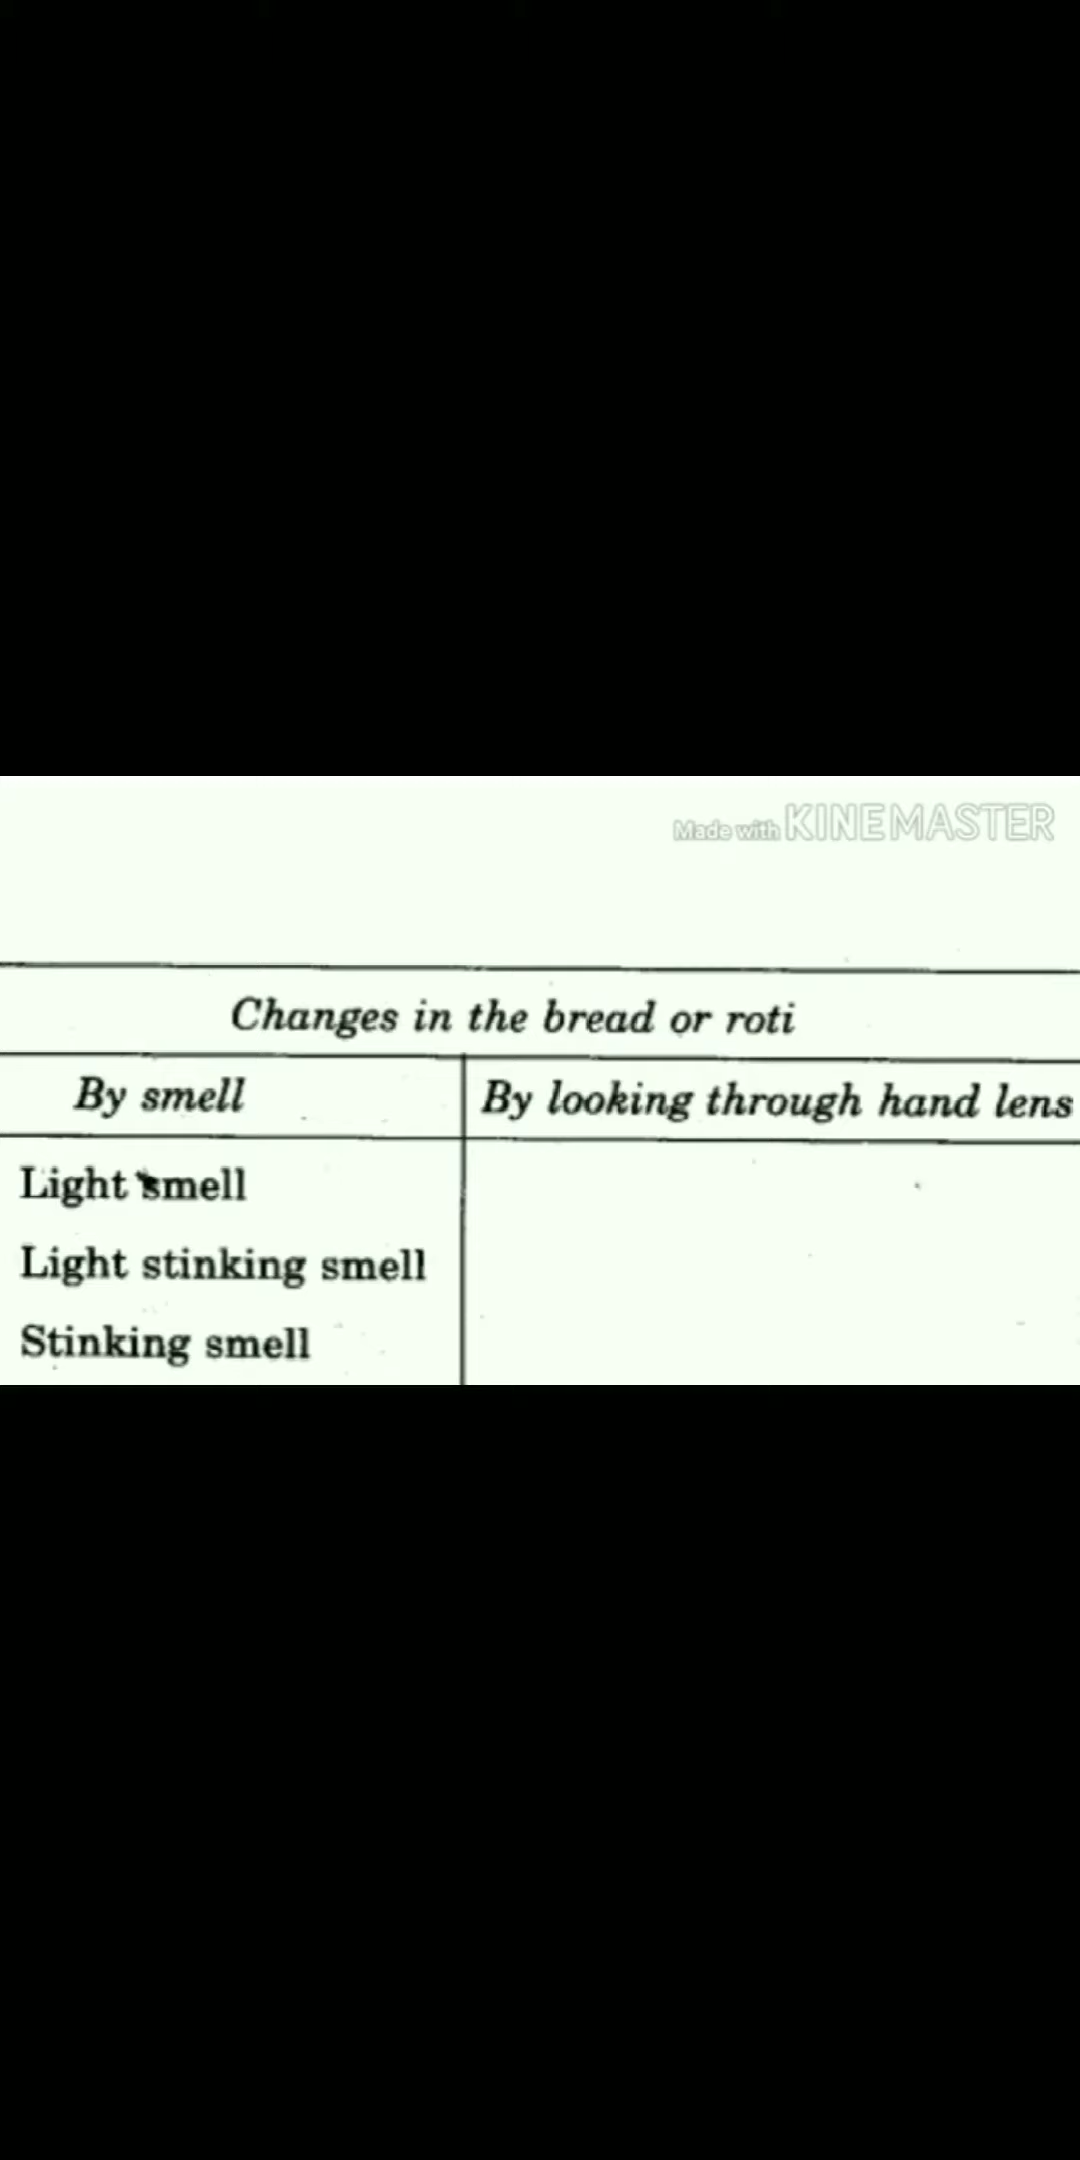 Made with KINEMASTER
Changes in the bread or roti
By smell
By looking through hand lens
Light smell
Light stinking smell
Stinking smell